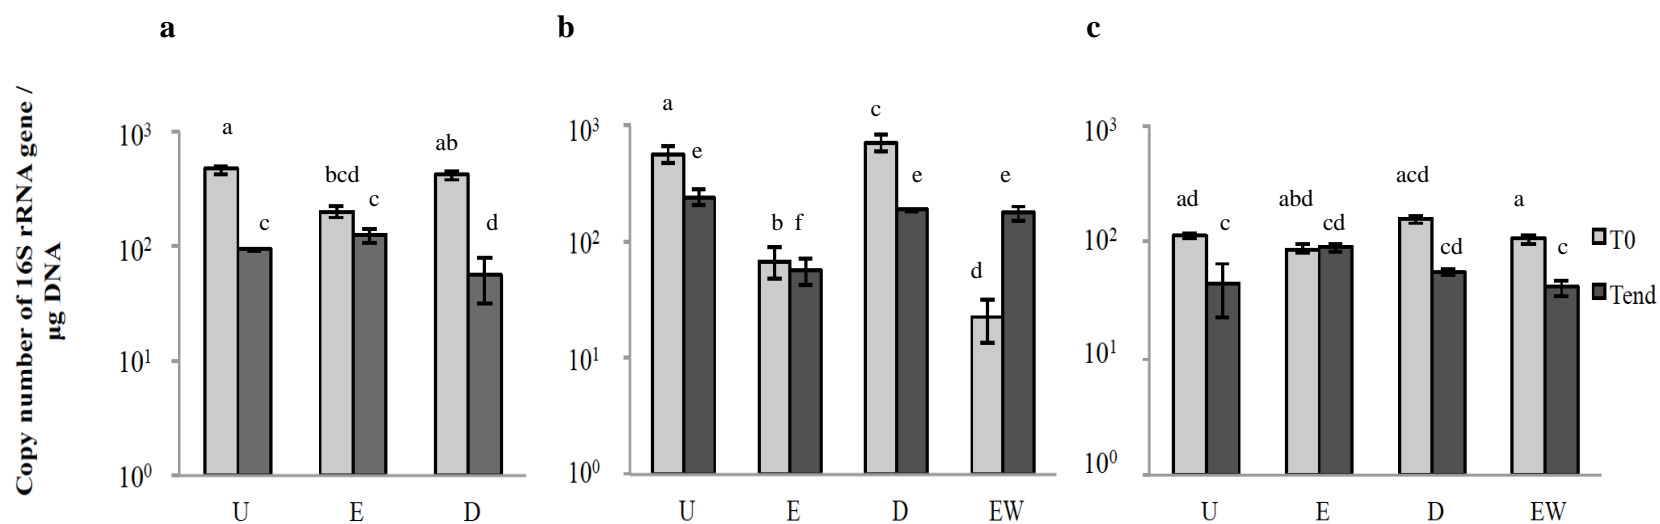 a b c
Copy number of 16S rRNA gene /
µg DNA
10³
10²
10¹
10⁰
a
c
bcd
c
ab
d
U E D
10³
10²
10¹
10⁰
a
e
b f
c
e
d
e
U E D EW
10³
10²
10¹
10⁰
ad
c
abd
cd
acd
cd
a
c
U E D EW
T0
Tend